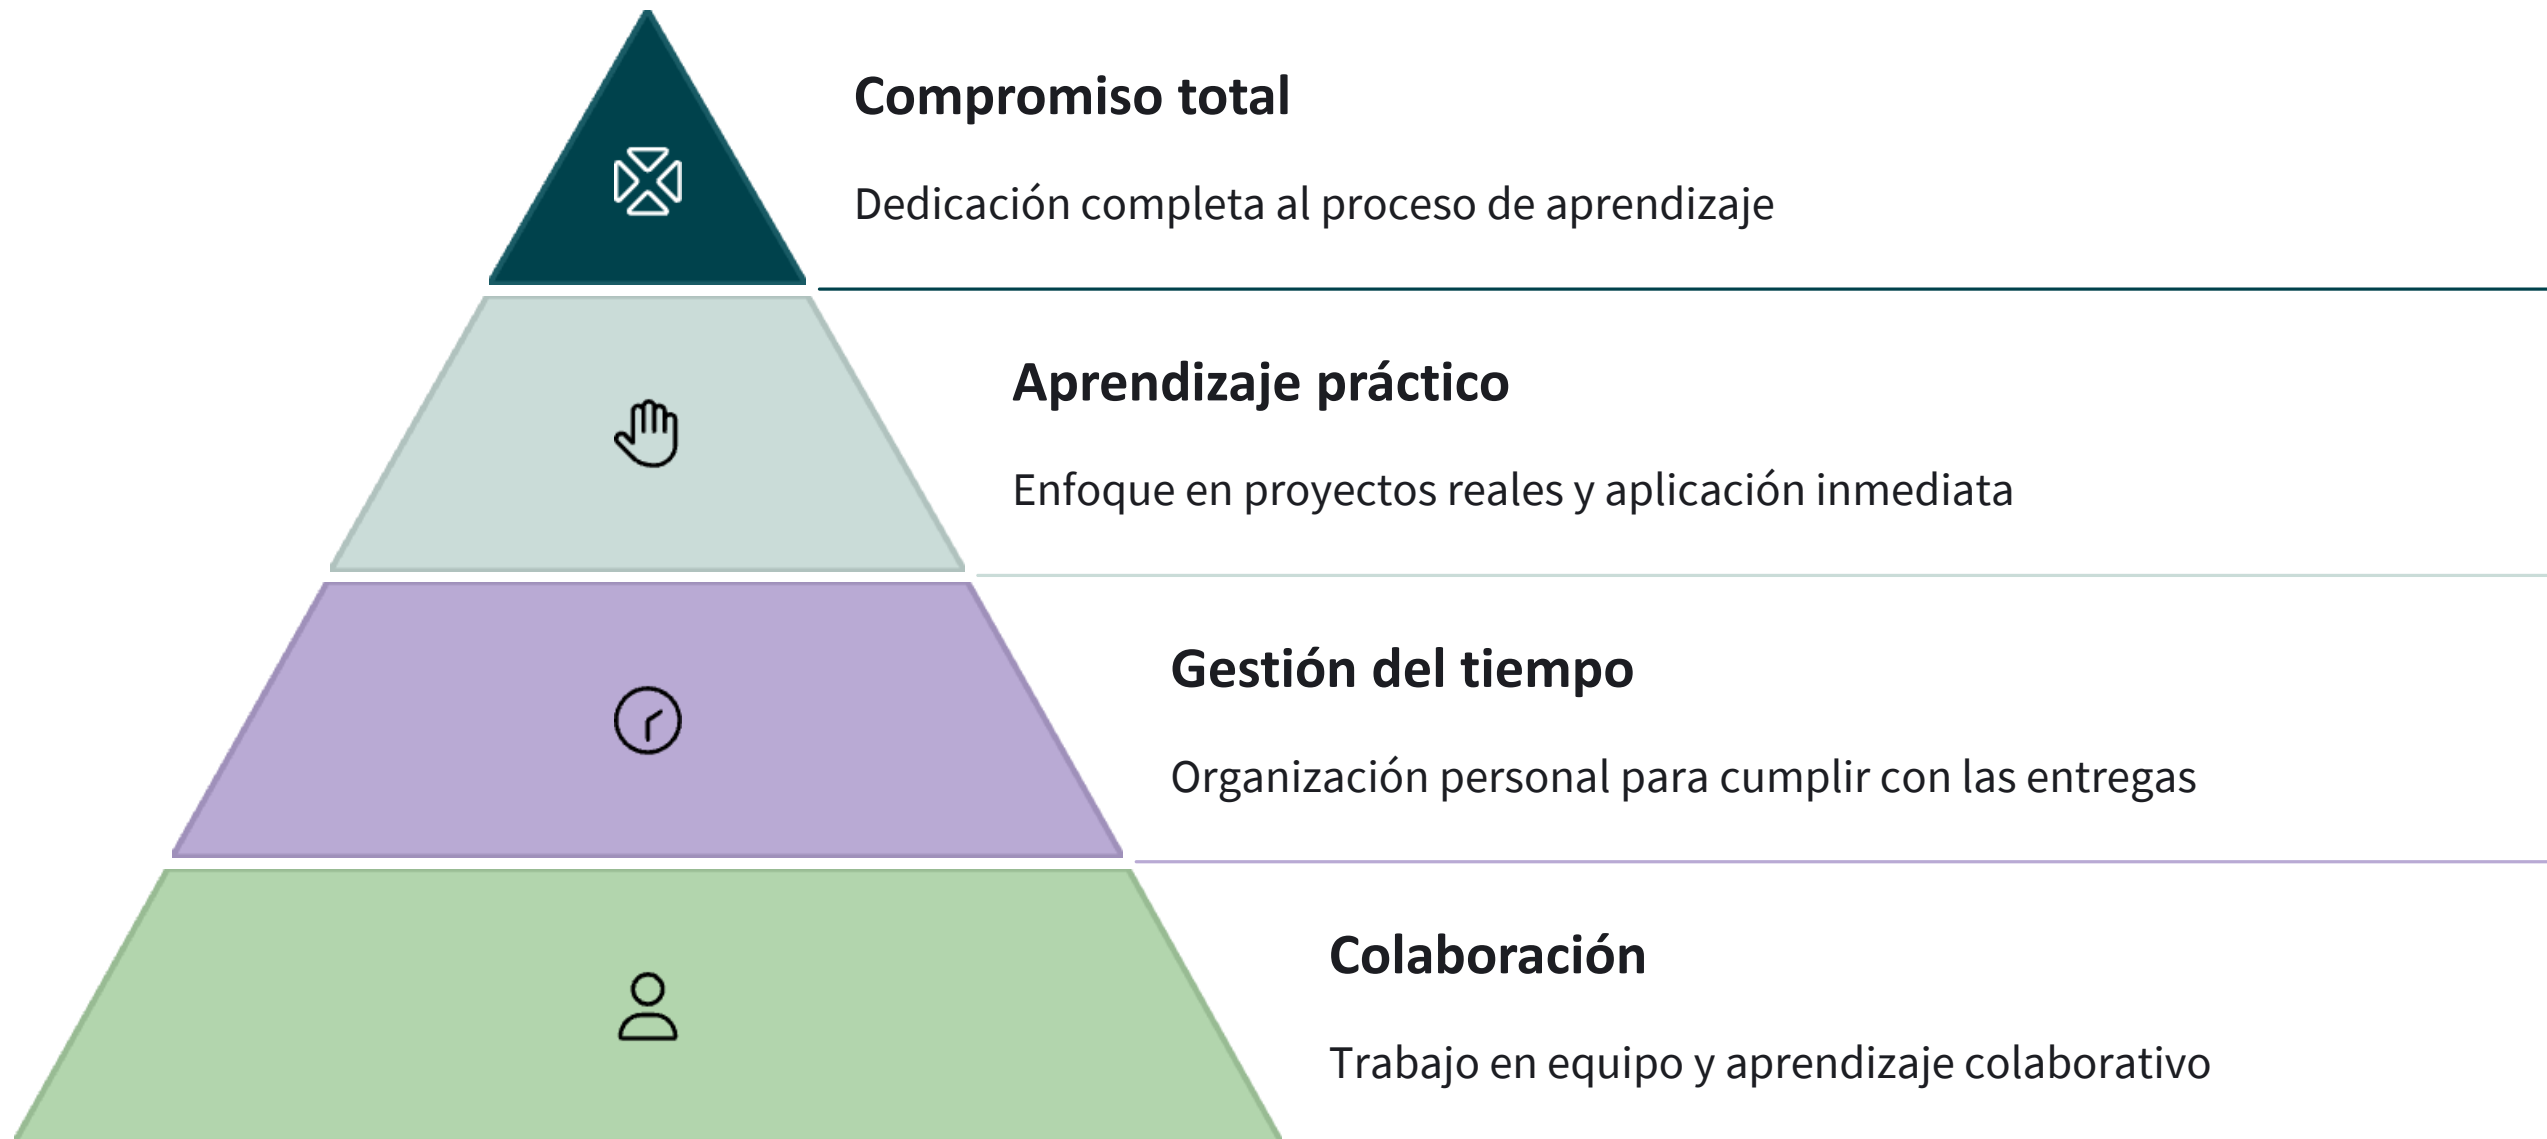 Compromiso total
Dedicación completa al proceso de aprendizaje
Aprendizaje práctico
Enfoque en proyectos reales y aplicación inmediata
Gestión del tiempo
Organización personal para cumplir con las entregas
Colaboración
Trabajo en equipo y aprendizaje colaborativo